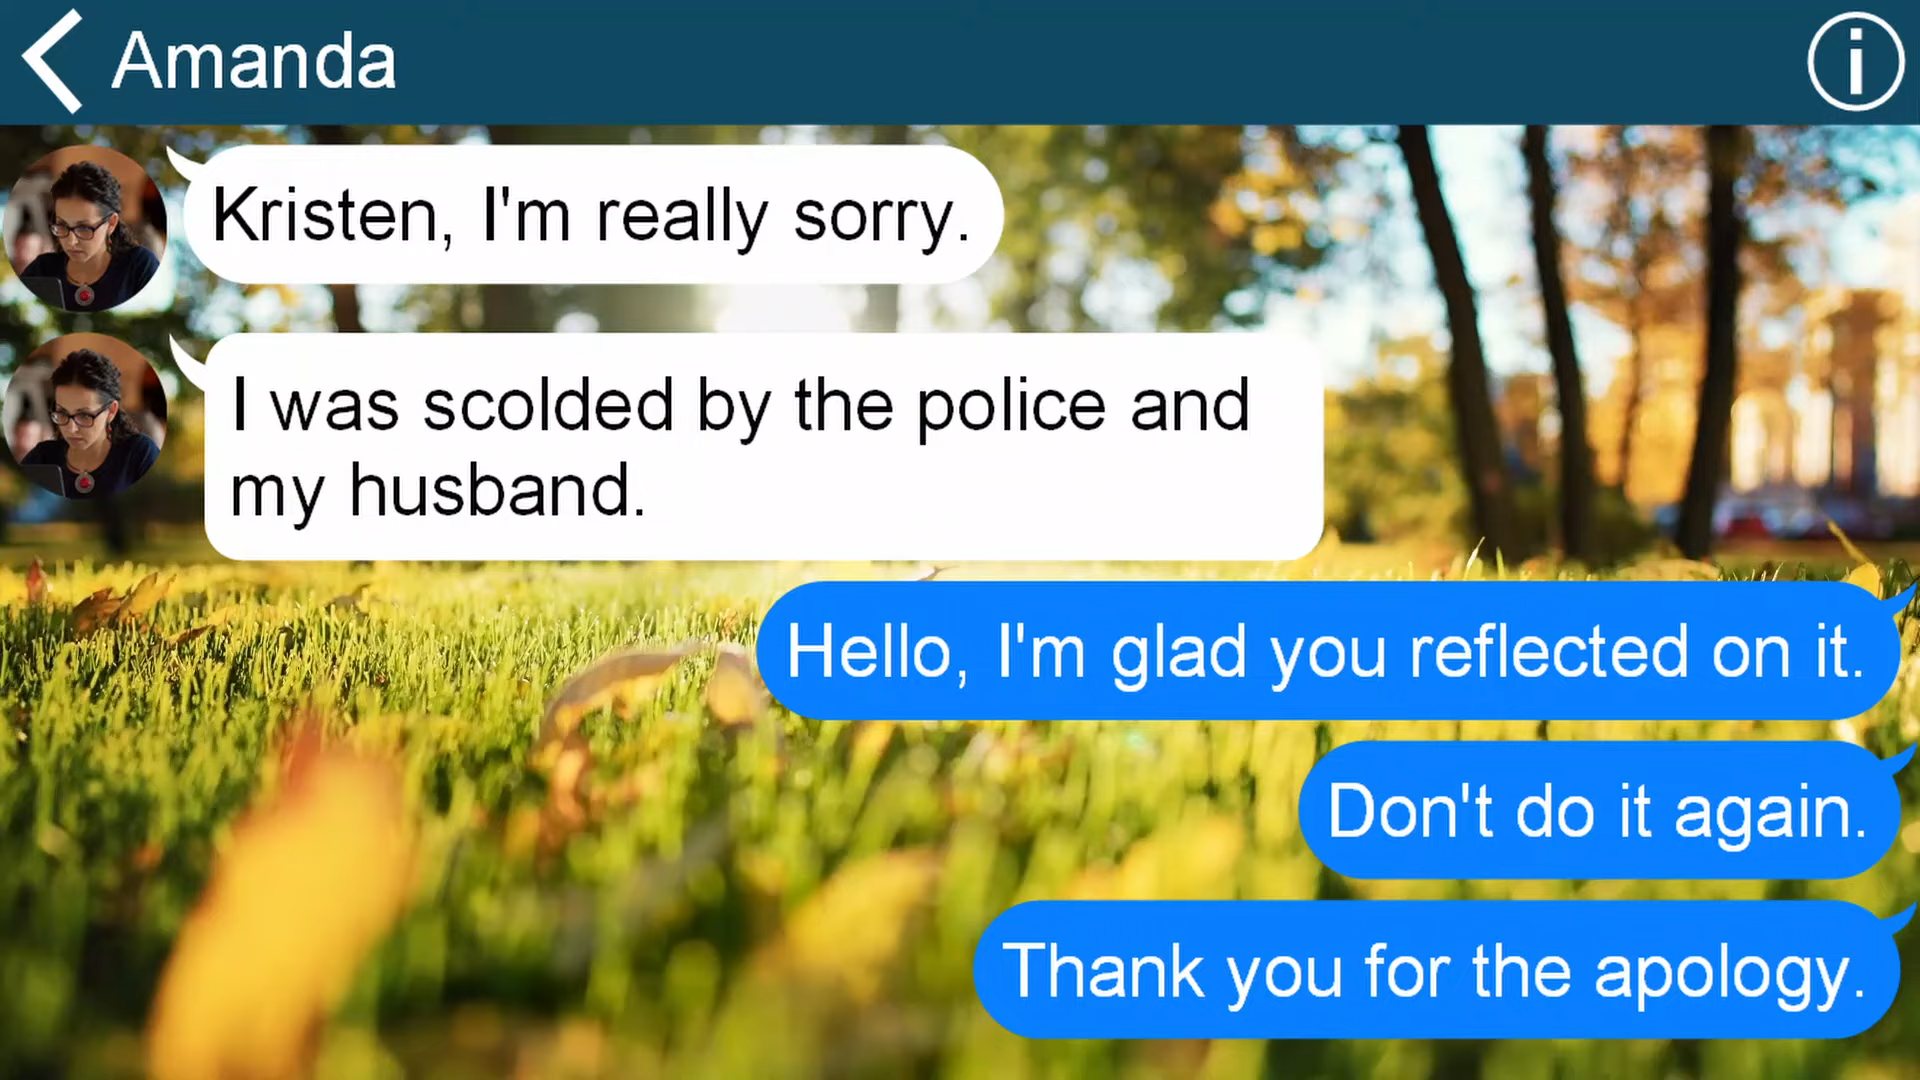 Amanda
Kristen, I'm really sorry.
I was scolded by the police and
my husband.
Hello, I'm glad you reflected on it.
Don't do it again.
Thank you for the apology.